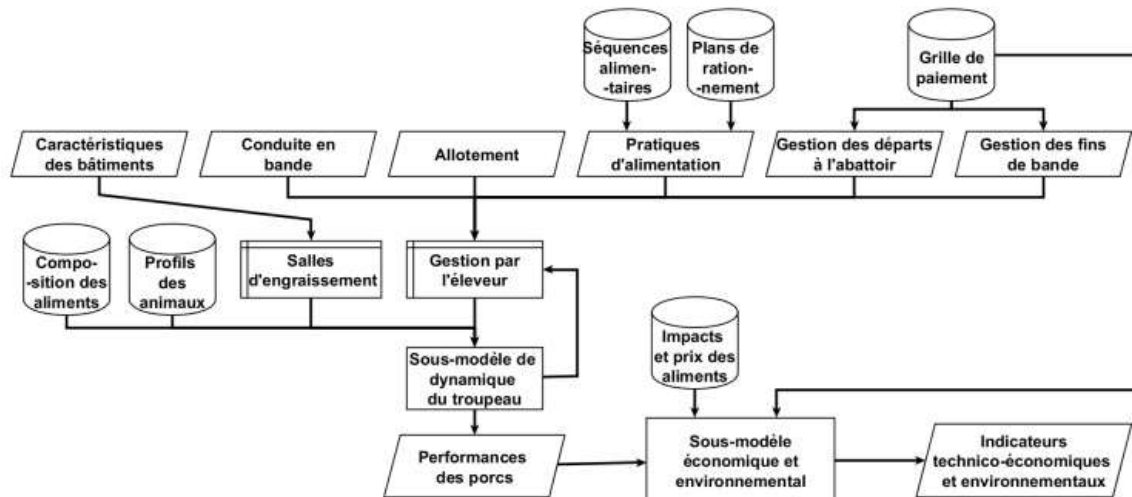 Séquences
alimen-
-taires
Plans de
ration-
-nement
Grille de
paiement
Caractéristiques
des bâtiments
Conduite en
bande
Allotement
Pratiques
d'alimentation
Gestion des départs
à l'abattoir
Gestion des fins
de bande
Compo-
-sition des
aliments
Profils
des
animaux
Salles
d'engraissement
Gestion par
l'éleveur
Impacts
et prix des
aliments
Sous-modèle de
dynamique
du troupeau
Performances
des porcs
Sous-modèle
économique et
environnemental
Indicateurs
technico-économiques
et environnementaux